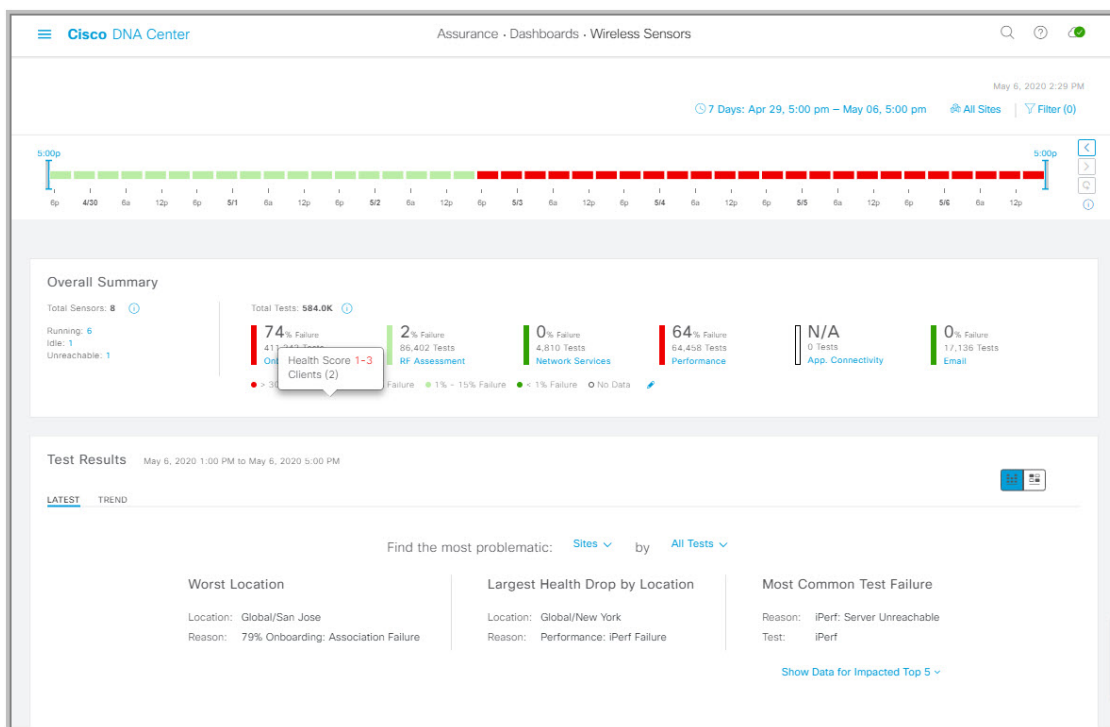 Cisco DNA Center
Assurance · Dashboards · Wireless Sensors
May 6, 2020 2:29 PM
7 Days: Apr 29, 5:00 pm – May 06, 5:00 pm
All Sites
Filter (0)
5:00p
5:00p
6p 4/30 6a 12p 6p 5/1 6a 12p 6p 5/2 6a 12p 6p 5/3 6a 12p 6p 5/4 6a 12p 6p 5/5 6a 12p 6p 5/6 6a 12p
Overall Summary
Total Sensors: 8
Running: 6
Idle: 1
Unreachable: 1
Total Tests: 584.0K
74% Failure
2% Failure
86,402 Tests
RF Assessment
0% Failure
4,810 Tests
Network Services
64% Failure
64,458 Tests
Performance
N/A
0 Tests
App. Connectivity
0% Failure
17,136 Tests
Email
Health Score 1-3
Clients (2)
Failure 1% - 15% Failure < 1% Failure No Data
Test Results May 6, 2020 1:00 PM to May 6, 2020 5:00 PM
LATEST TREND
Find the most problematic: Sites by All Tests
Worst Location
Location: Global/San Jose
Reason: 79% Onboarding: Association Failure
Largest Health Drop by Location
Location: Global/New York
Reason: Performance: iPerf Failure
Most Common Test Failure
Reason: iPerf: Server Unreachable
Test: iPerf
Show Data for Impacted Top 5